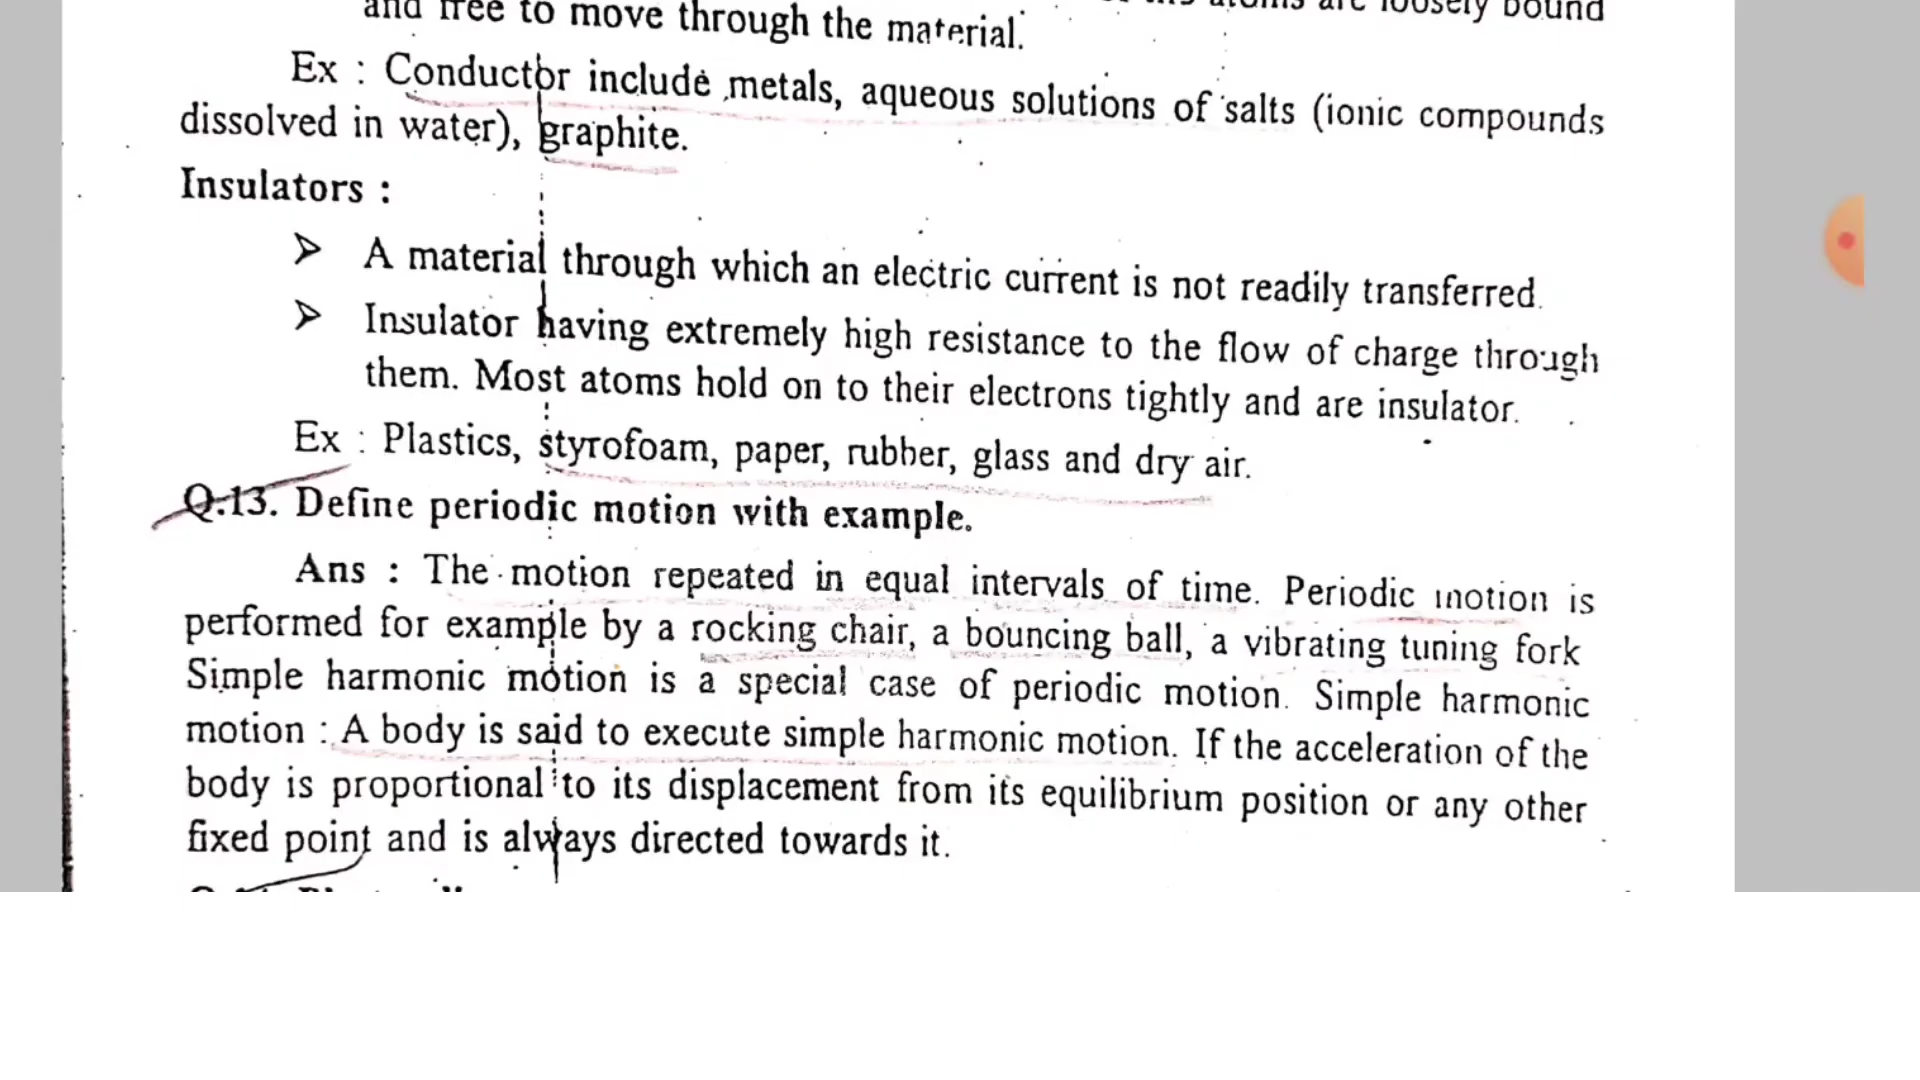 and free to move through the material.
atoms are loosely bound
Ex : Conductor include metals, aqueous solutions of salts (ionic compounds
dissolved in water), graphite.
Insulators :
➢ A material through which an electric current is not readily transferred.
➢ Insulator having extremely high resistance to the flow of charge through
them. Most atoms hold on to their electrons tightly and are insulator.
Ex : Plastics, styrofoam, paper, rubber, glass and dry air.
Q.13. Define periodic motion with example.
Ans : The motion repeated in equal intervals of time. Periodic motion is
performed for example by a rocking chair, a bouncing ball, a vibrating tuning fork
Simple harmonic motion is a special case of periodic motion. Simple harmonic
motion : A body is said to execute simple harmonic motion. If the acceleration of the
body is proportional to its displacement from its equilibrium position or any other
fixed point and is always directed towards it.